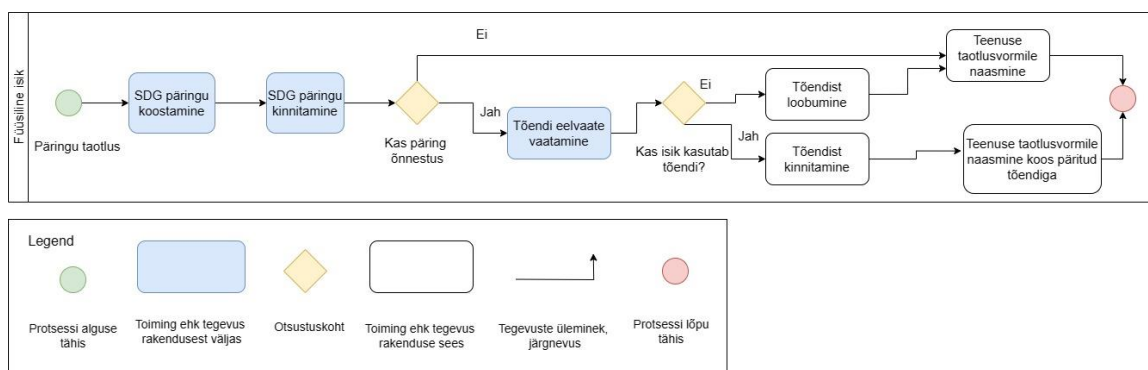 Füüsiline isik
Päringu taotlus
SDG päringu
koostamine
SDG päringu
kinnitamine
Kas päring
õnnestus
Ei
Jah
Tõendi eelvaate
vaatamine
Kas isik kasutab
tõendi?
Ei
Jah
Tõendist
loobumine
Tõendist
kinnitamine
Teenuse
taotlusvormile
naasmine
Teenuse taotlusvormile
naasmine koos päritud
tõendiga
Legend
Protsessi alguse
tähis
Toiming ehk tegevus
rakendusest väljas
Otsustuskoht
Toiming ehk tegevus
rakenduse sees
Tegevuste üleminek,
järgnevus
Protsessi lõpu
tähis